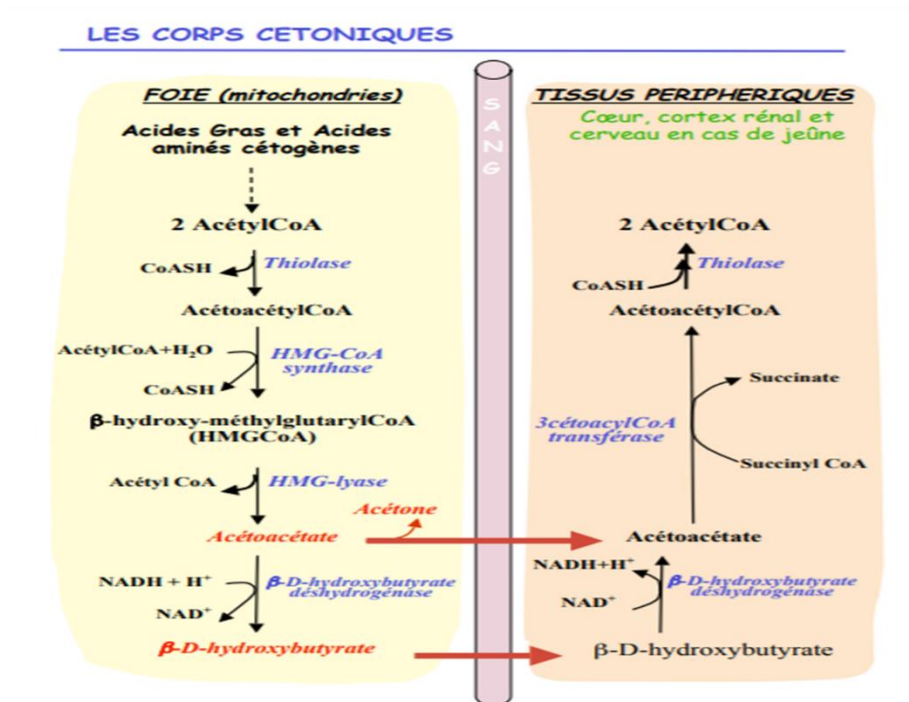 LES CORPS CETONIQUES
FOIE (mitochondries)
Acides Gras et Acides
aminés cétogènes
2 AcétylCoA
CoASH
Thiolase
AcétoacétylCoA
AcétylCoA+H₂O
HMG-CoA
synthase
CoASH
β-hydroxy-méthylglutarylCoA
(HMGCoA)
Acétyl CoA
HMG-lyase
Acétone
Acétoacétate
NADH + H⁺
β-D-hydroxybutyrate
déshydrogénase
NAD⁺
β-D-hydroxybutyrate
SANG
TISSUS PERIPHERIQUES
Cœur, cortex rénal et
cerveau en cas de jeûne
2 AcétylCoA
Thiolase
CoASH
AcétoacétylCoA
Succinate
3cétoacylCoA
transférase
Succinyl CoA
Acétoacétate
NADH+H⁺
β-D-hydroxybutyrate
déshydrogénase
NAD⁺
β-D-hydroxybutyrate